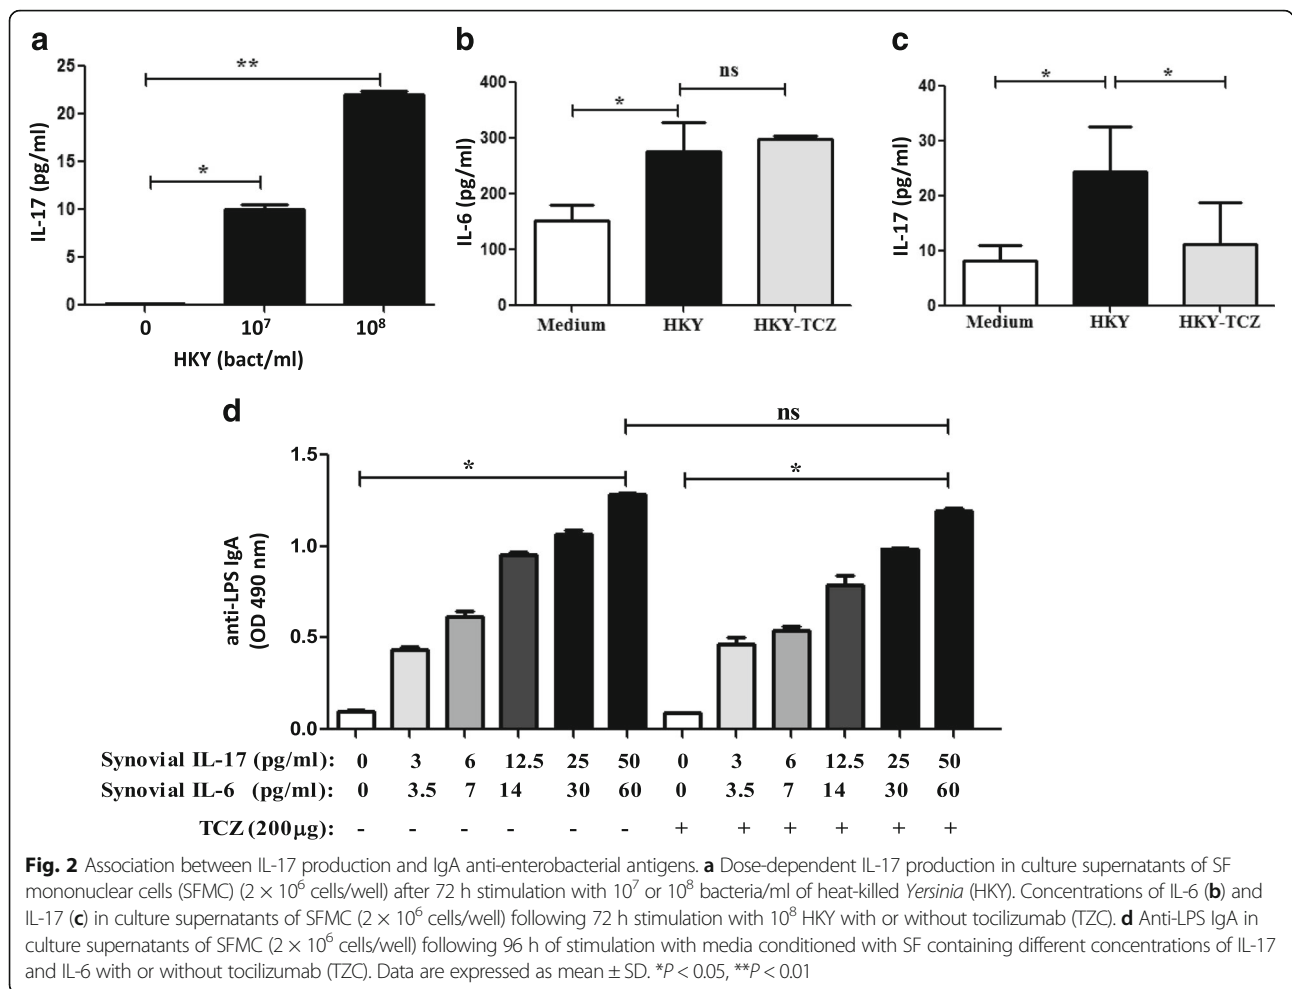 a
b
c
25
20
15
10
5
0
IL-17 (pg/ml)
**
*
0 10⁷ 10⁸
HKY (bact/ml)
400
300
200
100
0
IL-6 (pg/ml)
*
ns
Medium HKY HKY-TCZ
40
30
20
10
0
IL-17 (pg/ml)
* *
Medium HKY HKY-TCZ
d
ns
1.5
1.0
0.5
0.0
anti-LPS IgA
(OD 490 nm)
* *
Synovial IL-17 (pg/ml): 0 3 6 12.5 25 50 0 3 6 12.5 25 50
Synovial IL-6 (pg/ml): 0 3.5 7 14 30 60 0 3.5 7 14 30 60
TCZ (200µg): - - - - - - + + + + + +
Fig. 2 Association between IL-17 production and IgA anti-enterobacterial antigens. a Dose-dependent IL-17 production in culture supernatants of SF
mononuclear cells (SFMC) (2 × 10⁶ cells/well) after 72 h stimulation with 10⁷ or 10⁸ bacteria/ml of heat-killed Yersinia (HKY). Concentrations of IL-6 (b) and
IL-17 (c) in culture supernatants of SFMC (2 × 10⁶ cells/well) following 72 h stimulation with 10⁸ HKY with or without tocilizumab (TZC). d Anti-LPS IgA in
culture supernatants of SFMC (2 × 10⁶ cells/well) following 96 h of stimulation with media conditioned with SF containing different concentrations of IL-17
and IL-6 with or without tocilizumab (TZC). Data are expressed as mean ± SD. *P < 0.05, **P < 0.01